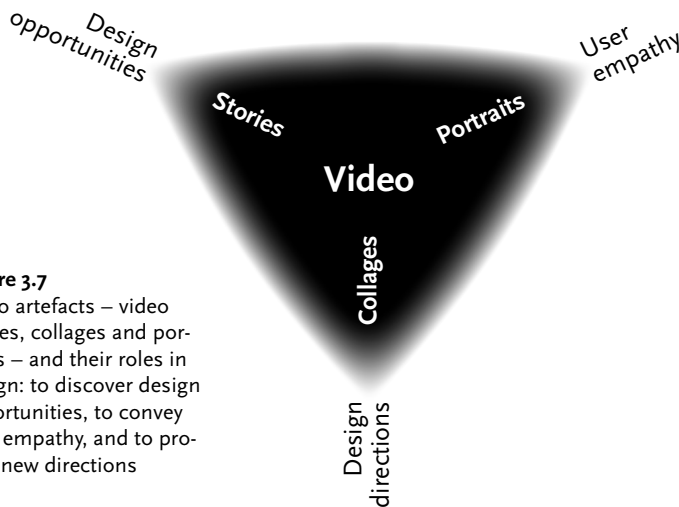 Design
opportunities
User
empathy
Stories
Portraits
Video
Collages
Design
directions
re 3.7
o artefacts – video
es, collages and por-
s – and their roles in
gn: to discover design
ortunities, to convey
empathy, and to pro-
new directions